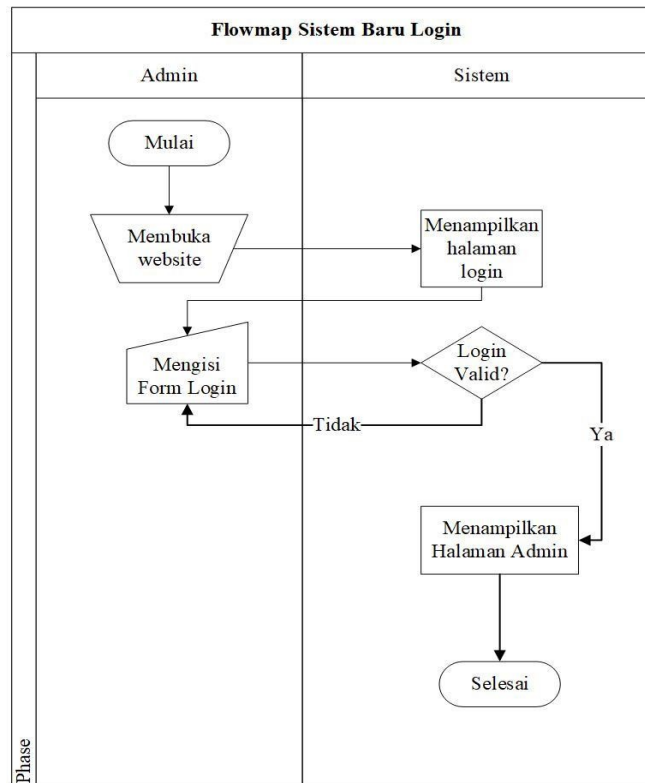 Flowmap Sistem Baru Login
Admin
Sistem
Mulai
Membuka
website
Menampilkan
halaman
login
Mengisi
Form Login
Login
Valid?
Tidak
Ya
Menampilkan
Halaman Admin
Selesai
Phase